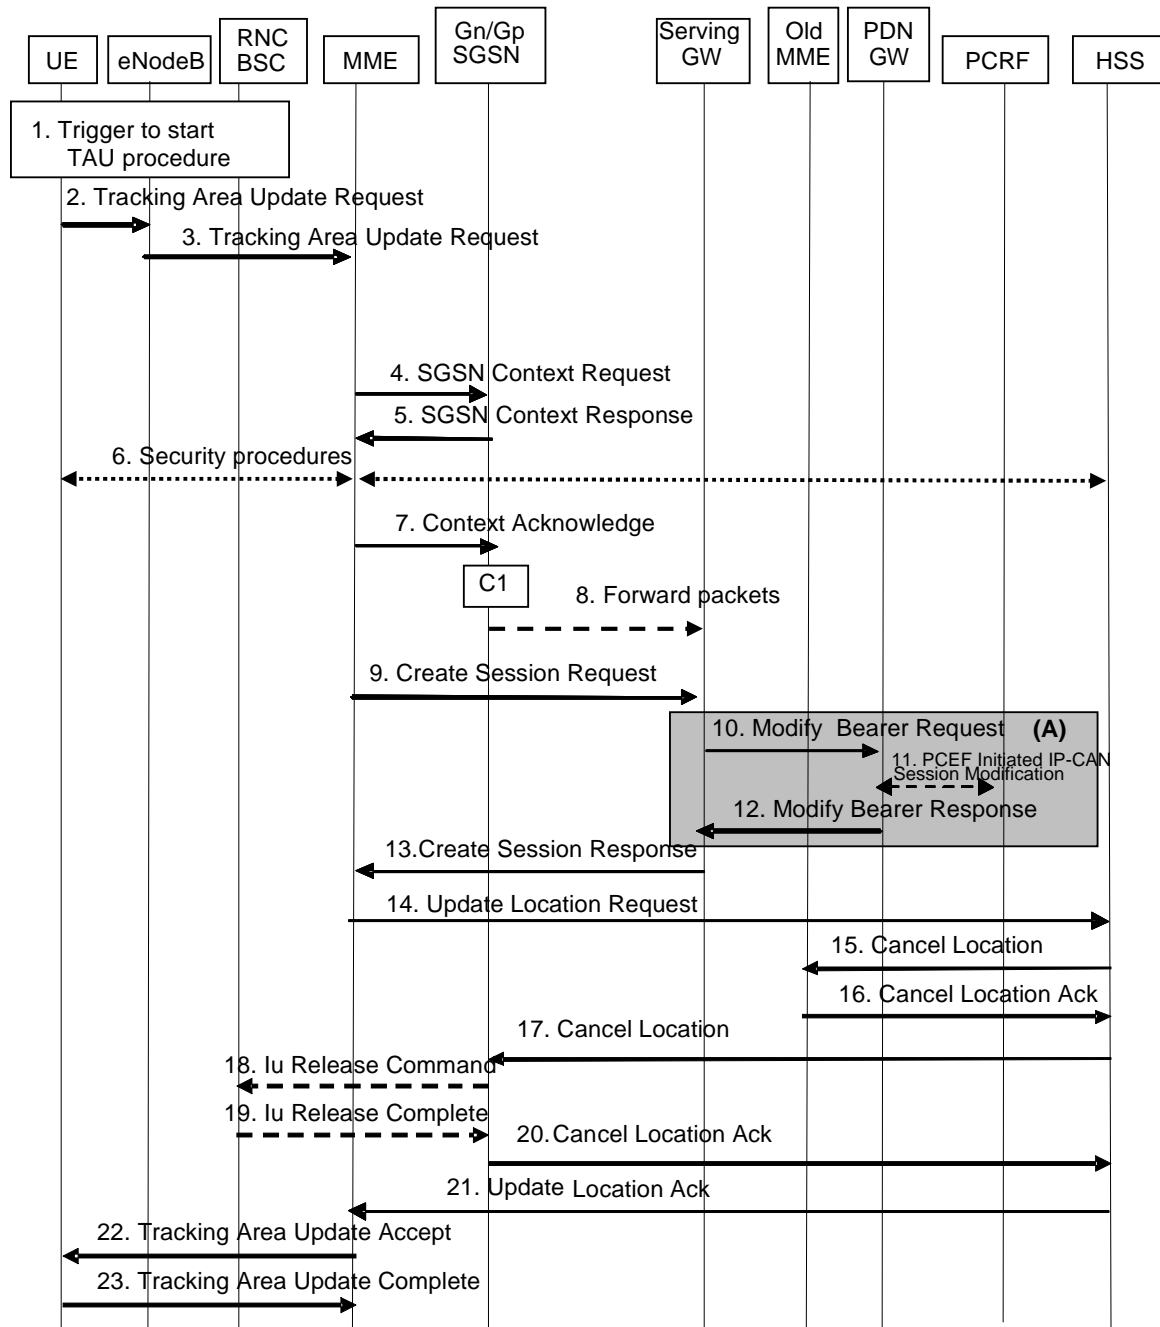 UE
eNodeB
RNC
BSC
MME
Gn/Gp
SGSN
Serving
GW
Old
MME
PDN
GW
PCRF
HSS
1. Trigger to start
TAU procedure
2. Tracking Area Update Request
3. Tracking Area Update Request
4. SGSN Context Request
5. SGSN Context Response
6. Security procedures
7. Context Acknowledge
C1
8. Forward packets
9. Create Session Request
10. Modify Bearer Request (A)
11. PCEF Initiated IP-CAN
Session Modification
12. Modify Bearer Response
13.Create Session Response
14. Update Location Request
15. Cancel Location
16. Cancel Location Ack
17. Cancel Location
18. Iu Release Command
19. Iu Release Complete
20.Cancel Location Ack
21. Update Location Ack
22. Tracking Area Update Accept
23. Tracking Area Update Complete